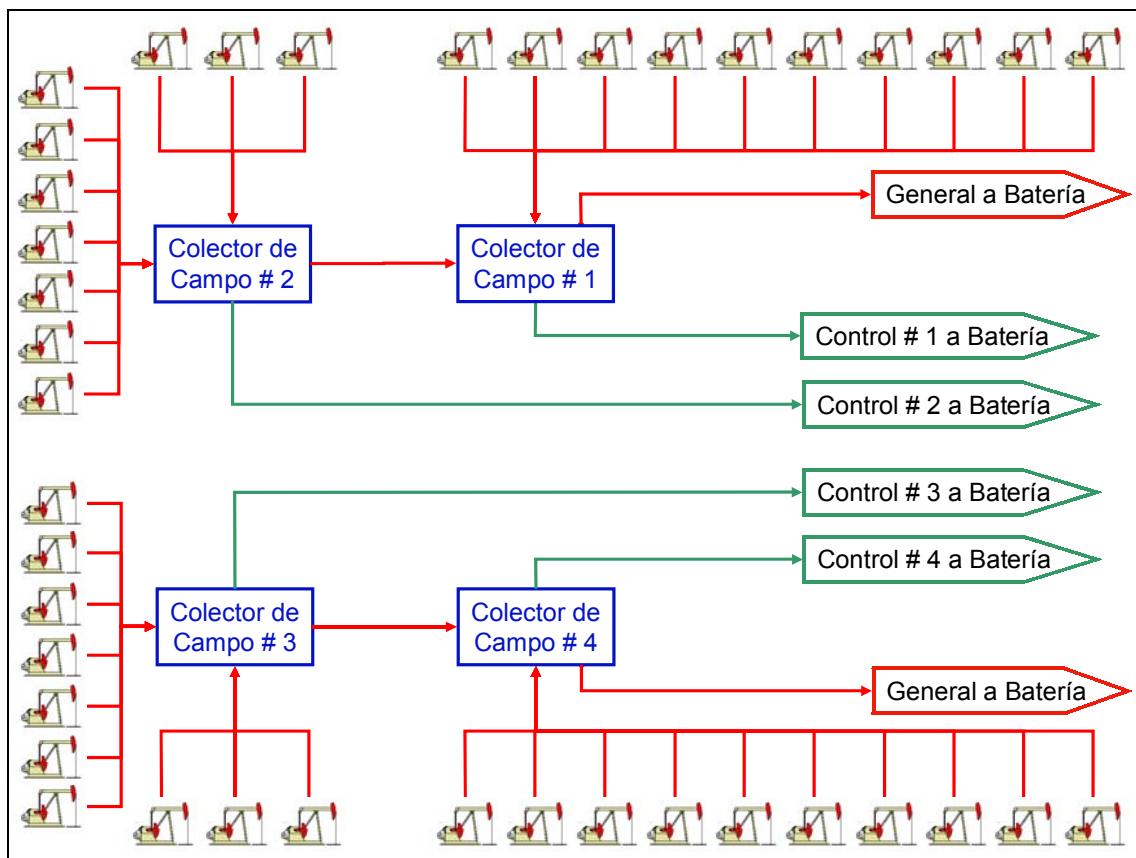 General a Batería
Colector de
Campo # 2
Colector de
Campo # 1
Control # 1 a Batería
Control # 2 a Batería
Control # 3 a Batería
Control # 4 a Batería
Colector de
Campo # 3
Colector de
Campo # 4
General a Batería